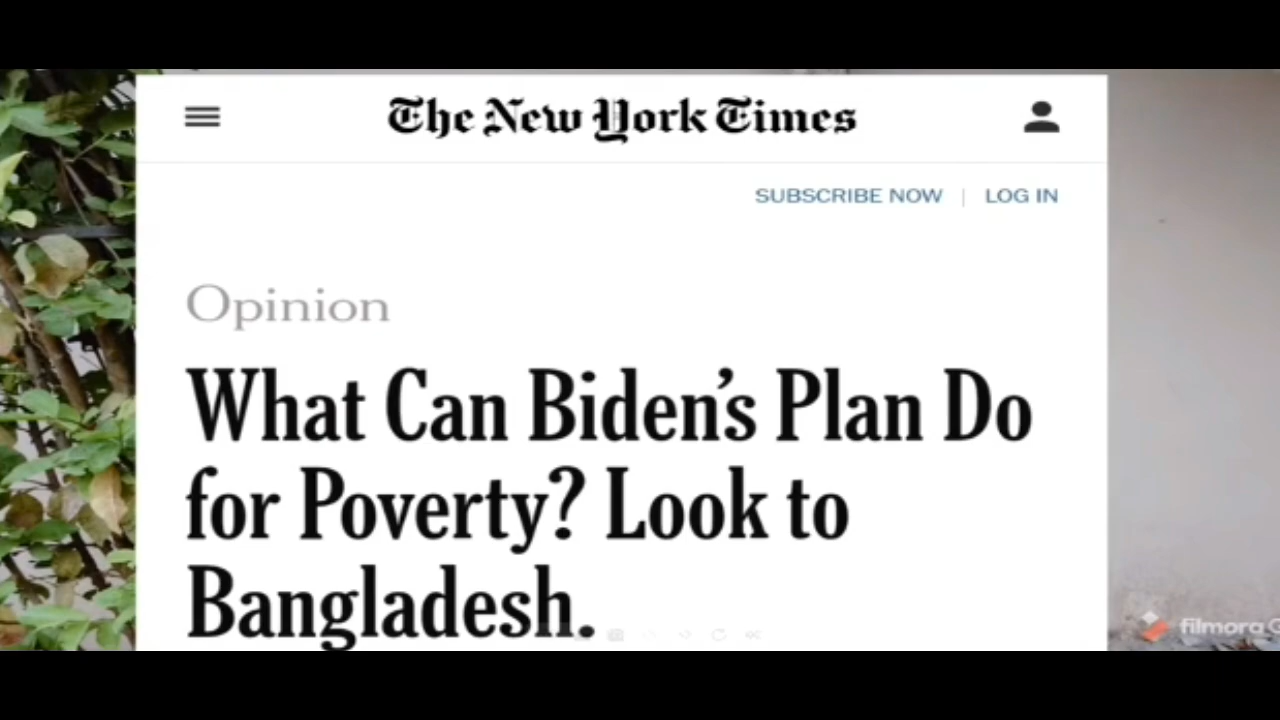 The New York Times
SUBSCRIBE NOW | LOG IN
Opinion
What Can Biden’s Plan Do
for Poverty? Look to
Bangladesh.
filmora